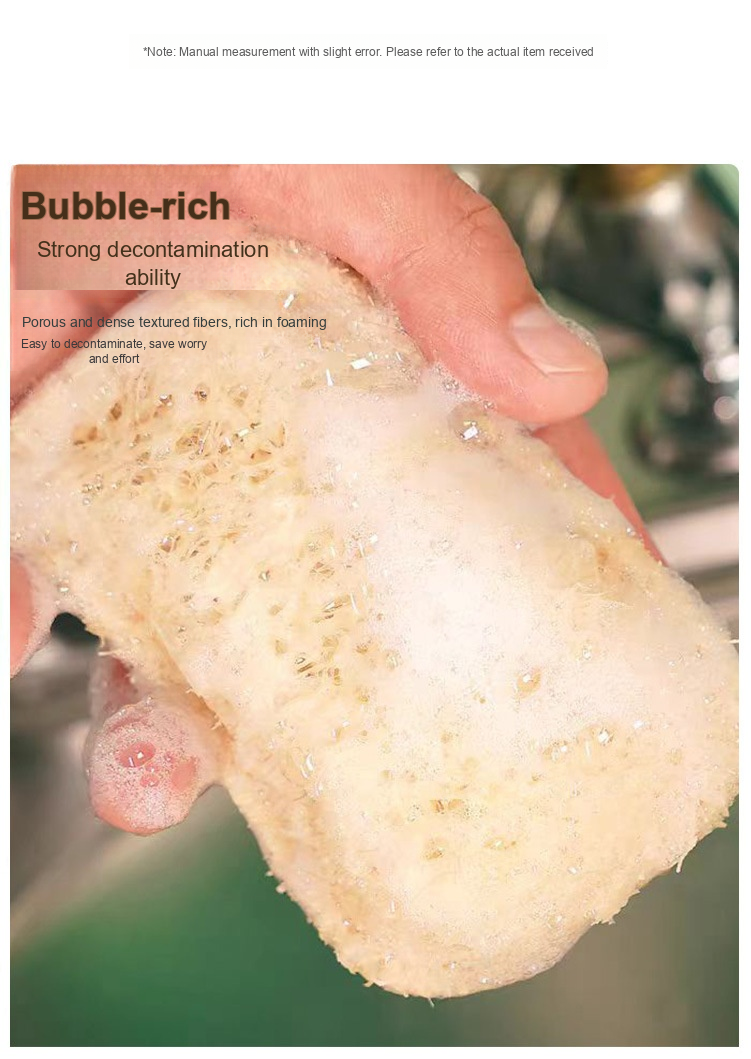 *Note: Manual measurement with slight error. Please refer to the actual item received
Bubble-rich
Strong decontamination
ability
Porous and dense textured fibers, rich in foaming
Easy to decontaminate, save worry
and effort